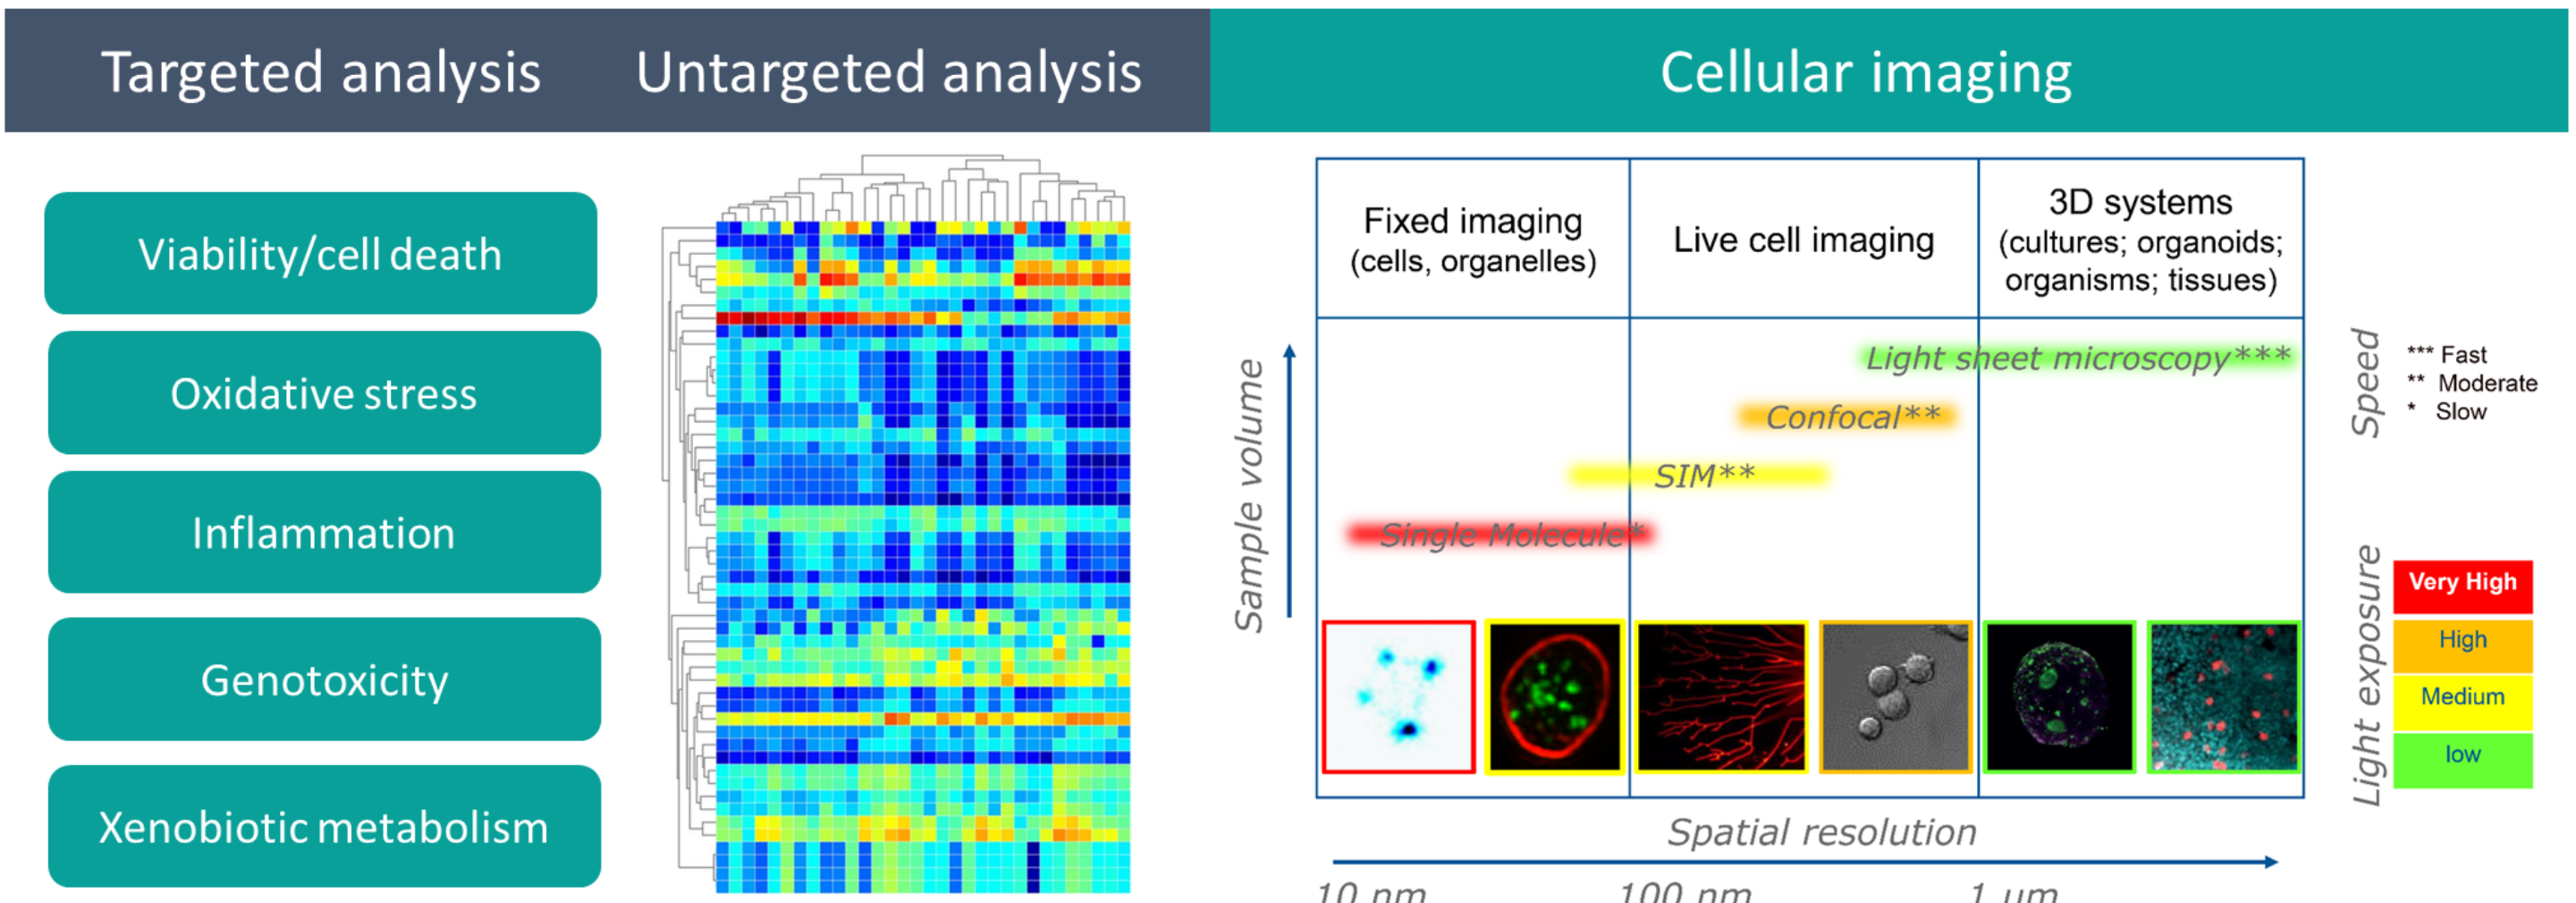 Targeted analysis
Untargeted analysis
Cellular imaging
Viability/cell death
Oxidative stress
Inflammation
Genotoxicity
Xenobiotic metabolism
Fixed imaging
(cells, organelles)
Live cell imaging
3D systems
(cultures; organoids;
organisms; tissues)
Sample volume
Light sheet microscopy***
Confocal**
SIM**
Single Molecule*
Spatial resolution
10 nm
100 nm
1 µm
Speed
*** Fast
** Moderate
* Slow
Light exposure
Very High
High
Medium
low